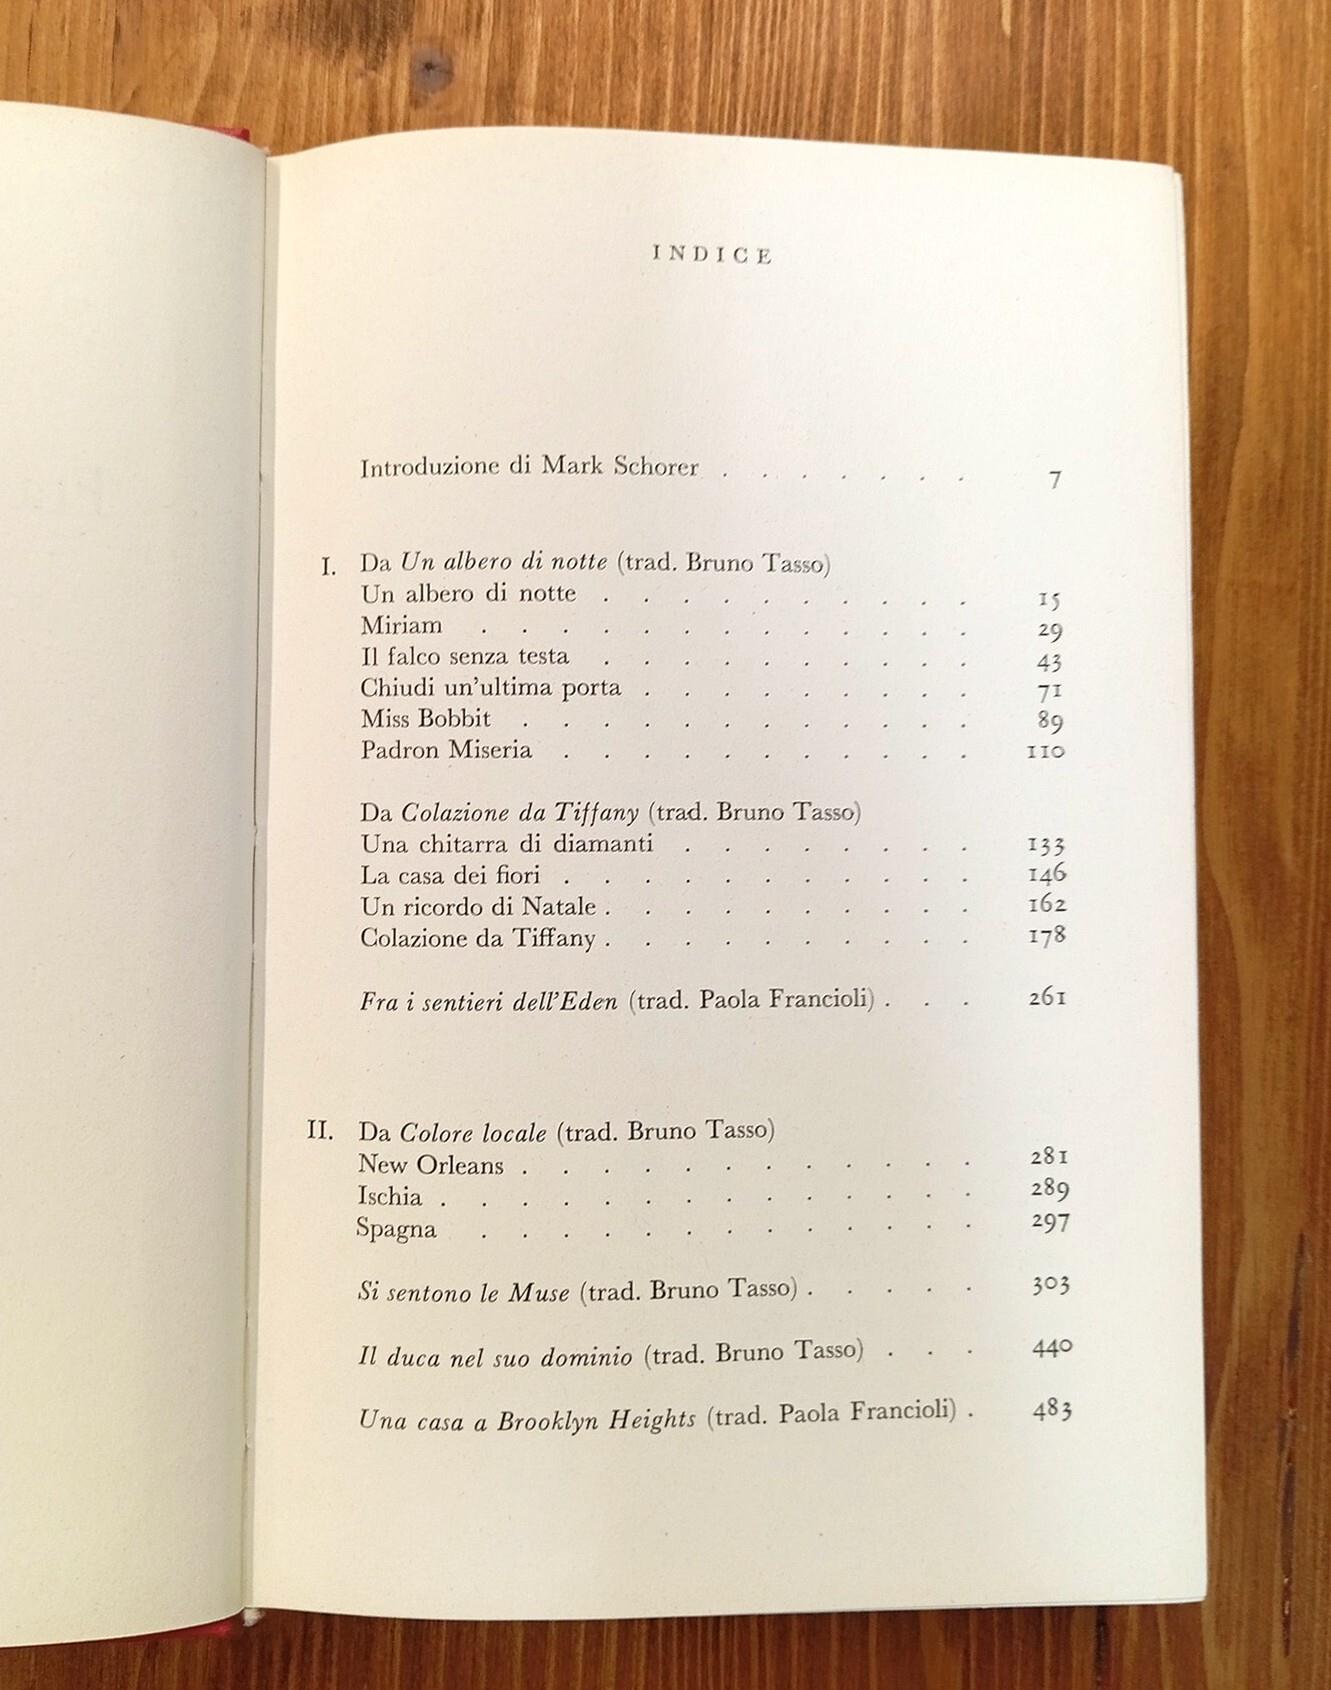 INDICE
Introduzione di Mark Schorer . . . . . . . 7
I. Da Un albero di notte (trad. Bruno Tasso)
Un albero di notte . . . . . . . . . . 15
Miriam . . . . . . . . . . . . . 29
Il falco senza testa . . . . . . . . . . 43
Chiudi un'ultima porta . . . . . . . . . 71
Miss Bobbit . . . . . . . . . . . . 89
Padron Miseria . . . . . . . . . . . 110
Da Colazione da Tiffany (trad. Bruno Tasso)
Una chitarra di diamanti . . . . . . . . 133
La casa dei fiori . . . . . . . . . . . 146
Un ricordo di Natale . . . . . . . . . . 162
Colazione da Tiffany . . . . . . . . . . 178
Fra i sentieri dell'Eden (trad. Paola Francioli) . . . 261
II. Da Colore locale (trad. Bruno Tasso)
New Orleans . . . . . . . . . . . . 281
Ischia . . . . . . . . . . . . . . 289
Spagna . . . . . . . . . . . . . 297
Si sentono le Muse (trad. Bruno Tasso) . . . . . 303
Il duca nel suo dominio (trad. Bruno Tasso) . . . 440
Una casa a Brooklyn Heights (trad. Paola Francioli) . 483